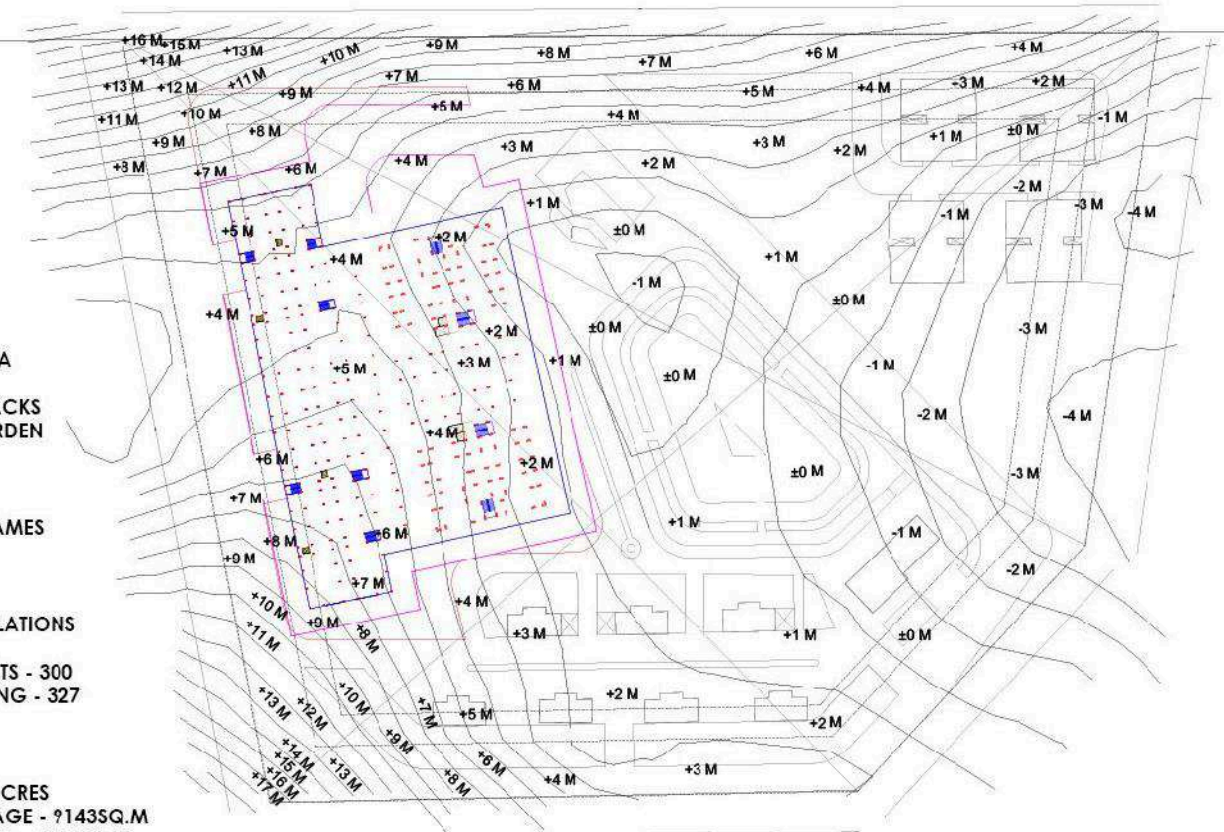 +16 M +15 M +13 M +10 M +9 M +8 M +7 M +6 M +4 M
+14 M
+13 M +12 M +11 M +9 M +7 M +6 M +5 M +4 M -3 M +2 M
+11 M +10 M +8 M +5 M +4 M +1 M ±0 M -1 M
+9 M +3 M +3 M +2 M
+8 M +7 M +6 M +4 M +2 M -2 M
+5 M +2 M +1 M ±0 M -1 M -3 M -4 M
+4 M +1 M
-1 M ±0 M
+4 M +2 M ±0 M -3 M
A
+5 M +3 M +1 M ±0 M -1 M
CKS
RDEN
+4 M -2 M -4 M
+6 M +2 M ±0 M -3 M
+7 M
AMES
+8 M +6 M +1 M -1 M
+9 M +7 M -2 M
+10 M +4 M
LATIONS
+11 M +9 M +8 M +3 M +1 M ±0 M
TS - 300
NG - 327
+13 M +12 M +10 M +7 M +5 M +2 M +2 M
+14 M +9 M
+15 M
+16 M +13 M +8 M +6 M +4 M +3 M
+17 M
CRES
AGE - 9143SQ.M